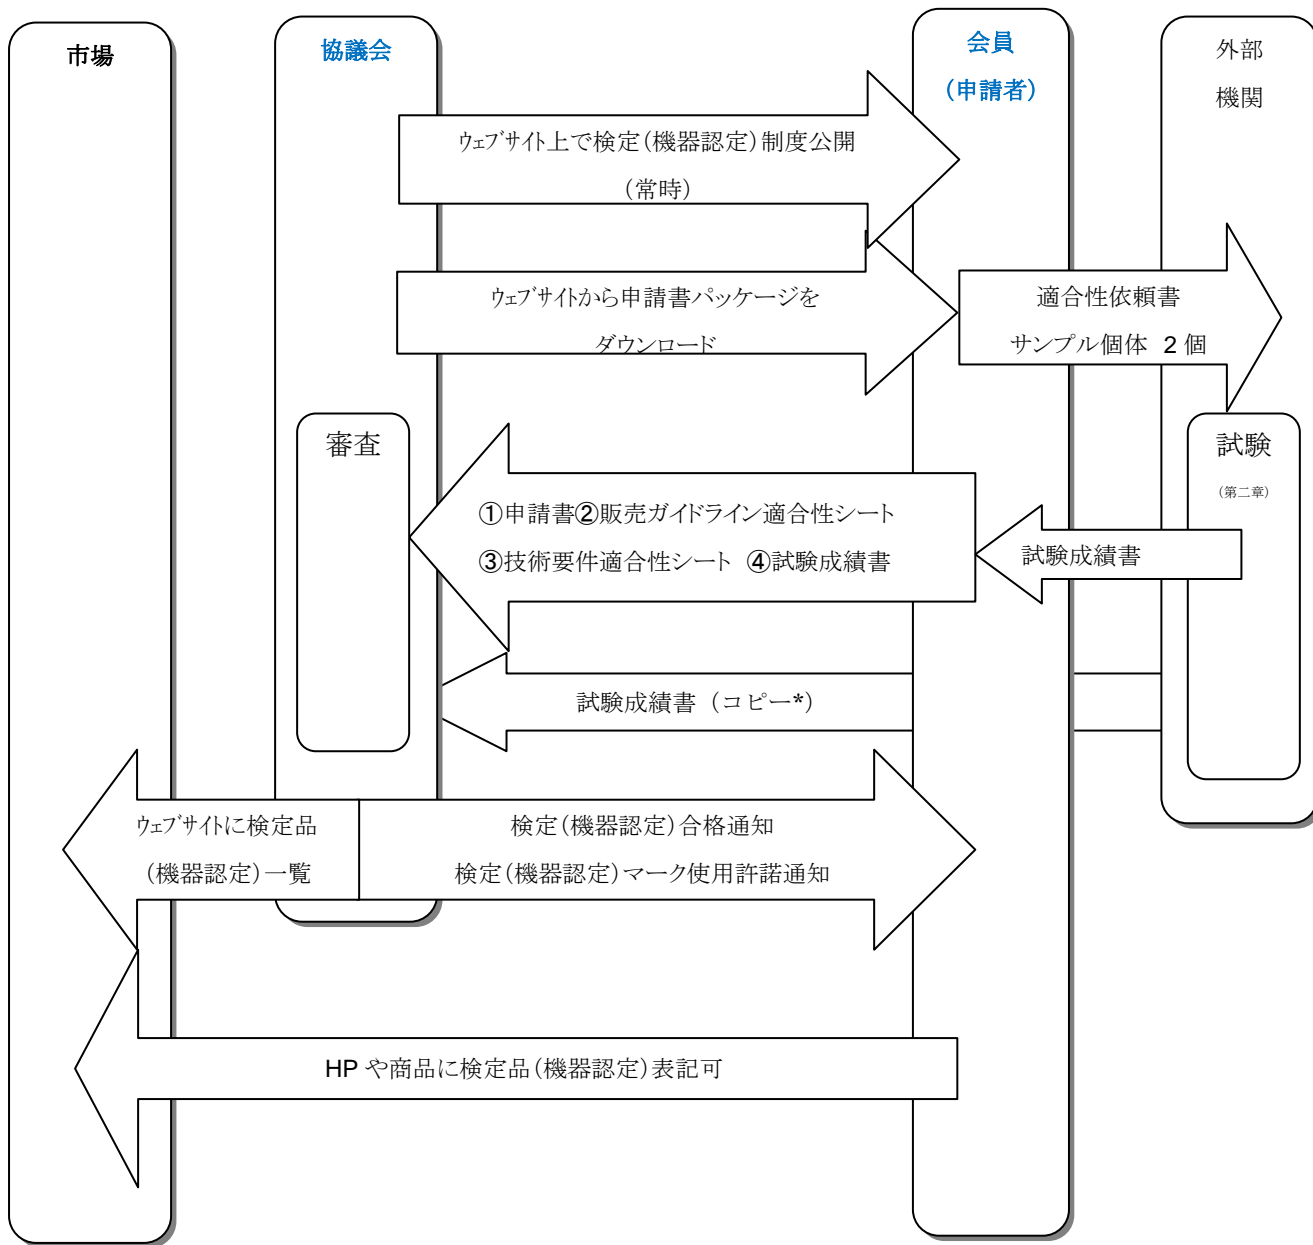 市場
協議会
会員
(申請者)
外部
機関
ウェブサイト上で検定(機器認定)制度公開
(常時)
ウェブサイトから申請書パッケージを
ダウンロード
適合性依頼書
サンプル個体 2個
審査
試験
(第二章)
①申請書②販売ガイドライン適合性シート
③技術要件適合性シート ④試験成績書
試験成績書
試験成績書 (コピー*)
ウェブサイトに検定品
(機器認定)一覧
検定(機器認定)合格通知
検定(機器認定)マーク使用許諾通知
HPや商品に検定品(機器認定)表記可